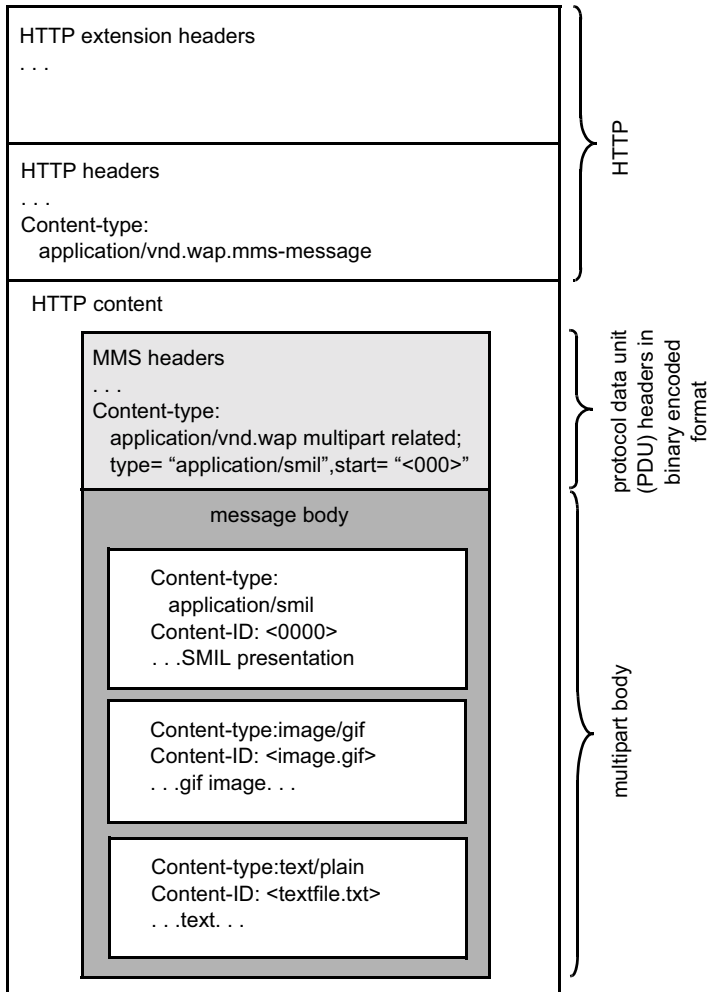 HTTP extension headers
. . .
HTTP headers
. . .
Content-type:
application/vnd.wap.mms-message
HTTP
HTTP content
MMS headers
. . .
Content-type:
application/vnd.wap multipart related;
type= “application/smil”,start= “<000>”
protocol data unit
(PDU) headers in
binary encoded
format
message body
Content-type:
application/smil
Content-ID: <0000>
. . .SMIL presentation
Content-type:image/gif
Content-ID: <image.gif>
. . .gif image. . .
Content-type:text/plain
Content-ID: <textfile.txt>
. . .text. . .
multipart body